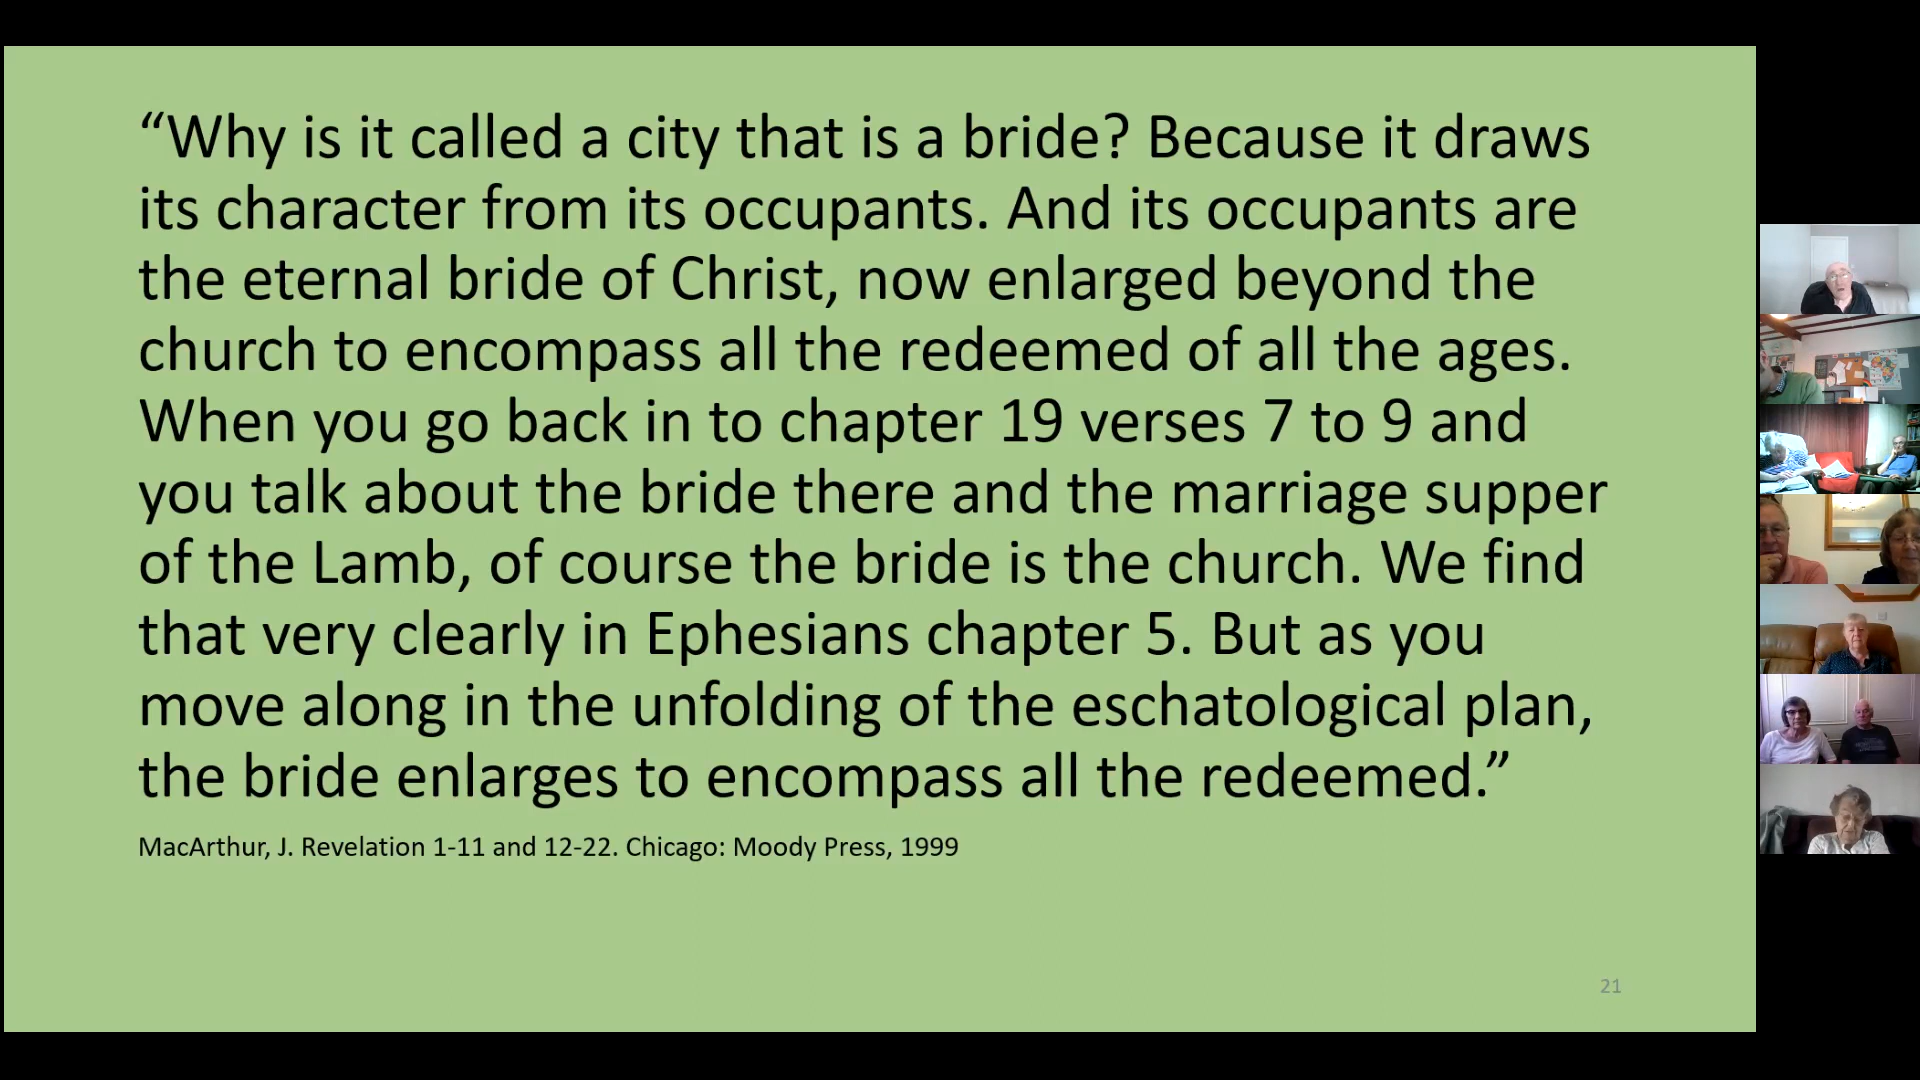 “Why is it called a city that is a bride? Because it draws
its character from its occupants. And its occupants are
the eternal bride of Christ, now enlarged beyond the
church to encompass all the redeemed of all the ages.
When you go back in to chapter 19 verses 7 to 9 and
you talk about the bride there and the marriage supper
of the Lamb, of course the bride is the church. We find
that very clearly in Ephesians chapter 5. But as you
move along in the unfolding of the eschatological plan,
the bride enlarges to encompass all the redeemed.”
MacArthur, J. Revelation 1-11 and 12-22. Chicago: Moody Press, 1999
21